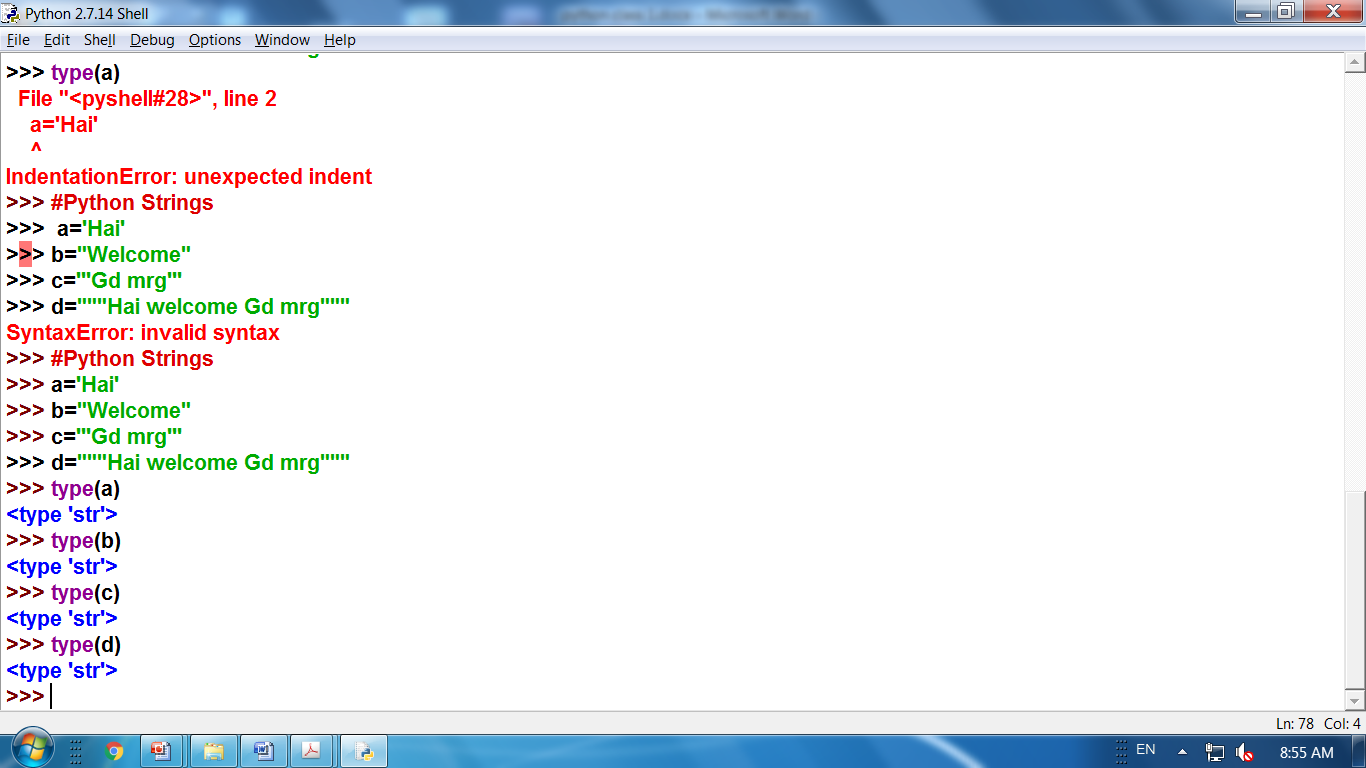 Python 2.7.14 Shell
File Edit Shell Debug Options Window Help
>>> type(a)
File "<pyshell#28>", line 2
a='Hai'
^
IndentationError: unexpected indent
>>> #Python Strings
>>>  a='Hai'
>>> b="Welcome"
>>> c='''Gd mrg'''
>>> d="""Hai welcome Gd mrg"""
SyntaxError: invalid syntax
>>> #Python Strings
>>> a='Hai'
>>> b="Welcome"
>>> c='''Gd mrg'''
>>> d="""Hai welcome Gd mrg"""
>>> type(a)
<type 'str'>
>>> type(b)
<type 'str'>
>>> type(c)
<type 'str'>
>>> type(d)
<type 'str'>
>>>
Ln: 78 Col: 4
EN 8:55 AM